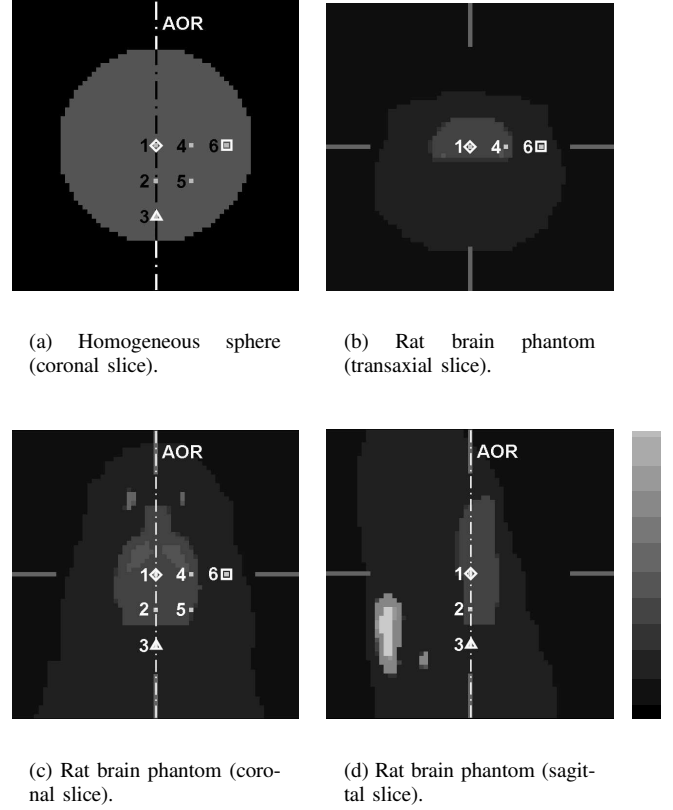 AOR
1 4 6
2 5
3
1 4 6
(a) Homogeneous sphere
(coronal slice).
(b) Rat brain phantom
(transaxial slice).
AOR
1 4 6
2 5
3
AOR
1
2
3
(c) Rat brain phantom (coro-
nal slice).
(d) Rat brain phantom (sagit-
tal slice).